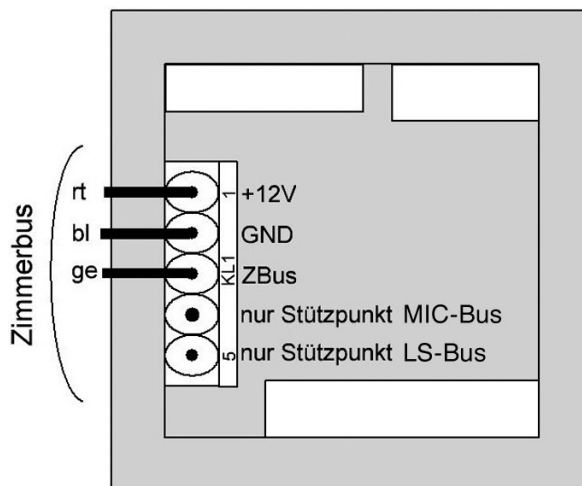 Zimmerbus
rt
1
+12V
bl
GND
ge
KL1
ZBus
nur Stützpunkt MIC-Bus
5
nur Stützpunkt LS-Bus